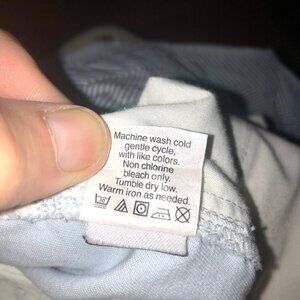 Machine wash cold
gentle cycle,
with like colors.
Non chlorine
bleach only.
Tumble dry low.
Warm iron as needed.